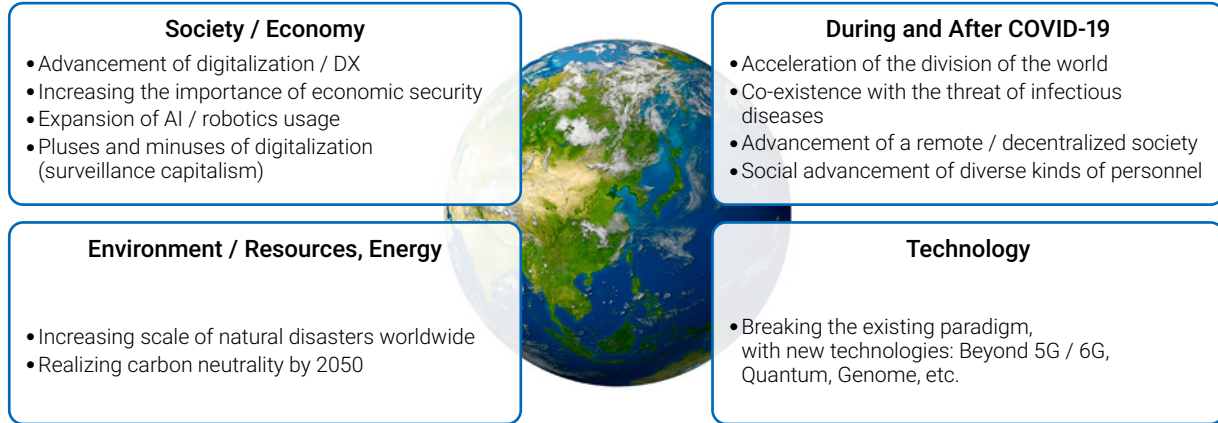 Society / Economy
•Advancement of digitalization / DX
•Increasing the importance of economic security
•Expansion of AI / robotics usage
•Pluses and minuses of digitalization
(surveillance capitalism)
During and After COVID-19
•Acceleration of the division of the world
•Co-existence with the threat of infectious
diseases
•Advancement of a remote / decentralized society
•Social advancement of diverse kinds of personnel
Environment / Resources, Energy
•Increasing scale of natural disasters worldwide
•Realizing carbon neutrality by 2050
Technology
•Breaking the existing paradigm,
with new technologies: Beyond 5G / 6G,
Quantum, Genome, etc.